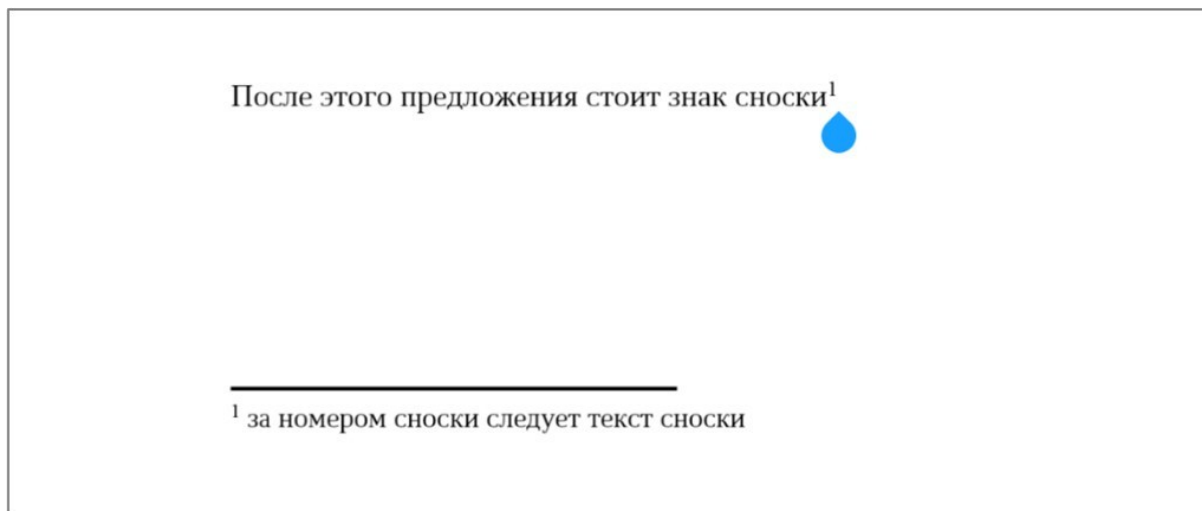 После этого предложения стоит знак сноски¹
¹ за номером сноски следует текст сноски